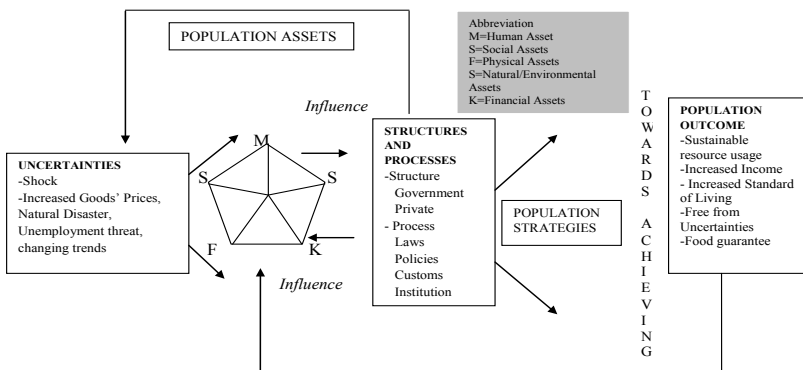 POPULATION ASSETS
Abbreviation
M=Human Asset
S=Social Assets
F=Physical Assets
S=Natural/Environmental
Assets
K=Financial Assets
Influence
M
S
S
F
K
Influence
UNCERTAINTIES
-Shock
-Increased Goods' Prices,
Natural Disaster,
Unemployment threat,
changing trends
STRUCTURES
AND
PROCESSES
-Structure
Government
Private
- Process
Laws
Policies
Customs
Institution
POPULATION
STRATEGIES
T
O
W
A
R
D
S
A
C
H
I
E
V
I
N
G
POPULATION
OUTCOME
-Sustainable
resource usage
-Increased Income
- Increased Standard
of Living
-Free from
Uncertainties
-Food guarantee